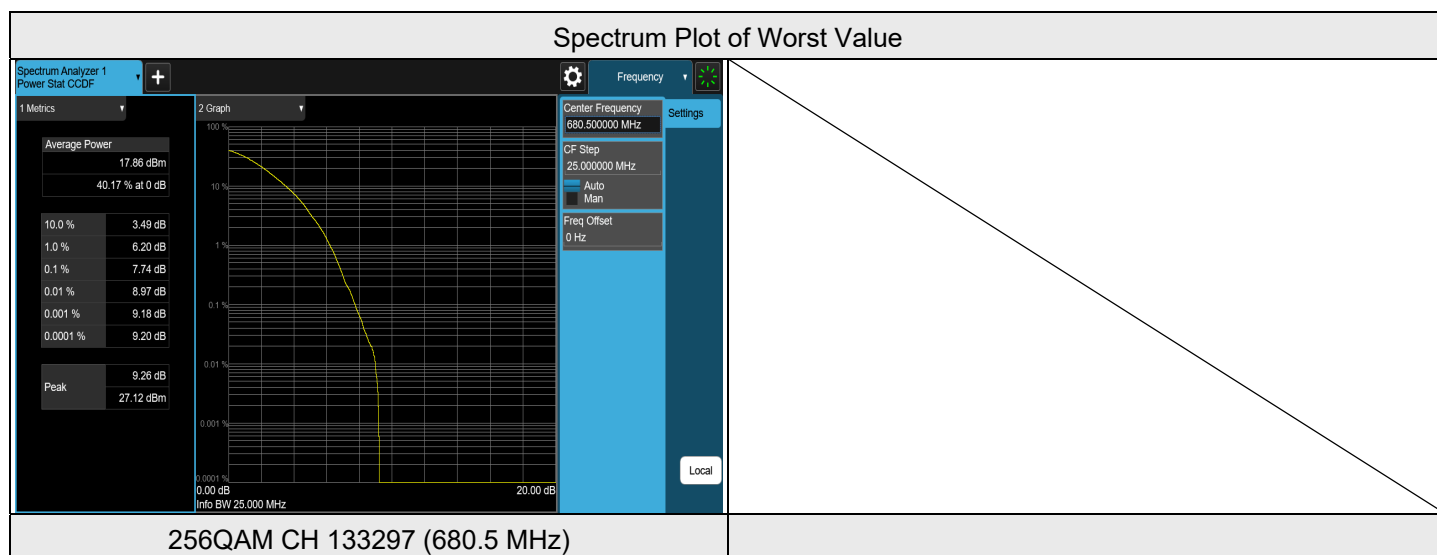 Spectrum Plot of Worst Value
Spectrum Analyzer 1
Power Stat CCDF
+
Frequency
1 Metrics
2 Graph
Average Power
17.86 dBm
40.17 % at 0 dB
10.0 % 3.49 dB
1.0 % 6.20 dB
0.1 % 7.74 dB
0.01 % 8.97 dB
0.001 % 9.18 dB
0.0001 % 9.20 dB
Peak
9.26 dB
27.12 dBm
100 %
10 %
1 %
0.1 %
0.01 %
0.001 %
0.0001 %
0.00 dB 20.00 dB
Info BW 25.000 MHz
Center Frequency
680.500000 MHz
CF Step
25.000000 MHz
Auto
Man
Freq Offset
0 Hz
Settings
Local
256QAM CH 133297 (680.5 MHz)